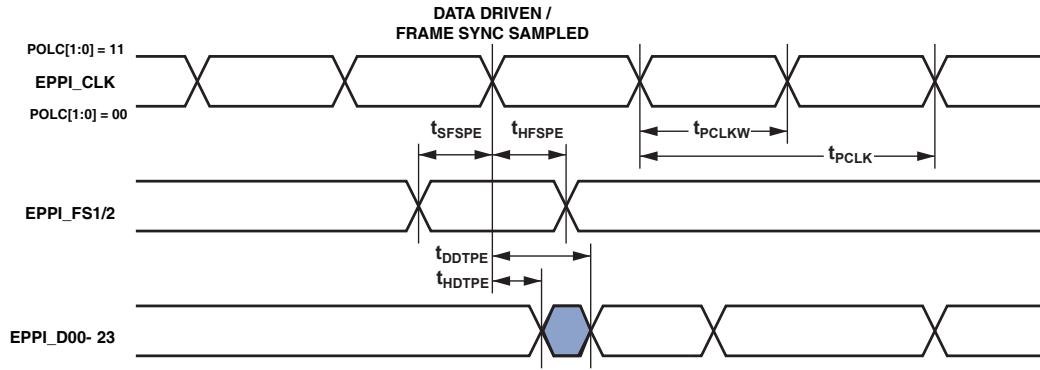 DATA DRIVEN /
FRAME SYNC SAMPLED
POLC[1:0] = 11
EPPI_CLK
POLC[1:0] = 00
tSFSPE
tHFSPE
tPCLKW
tPCLK
EPPI_FS1/2
tDDTPE
tHDTPE
EPPI_D00- 23